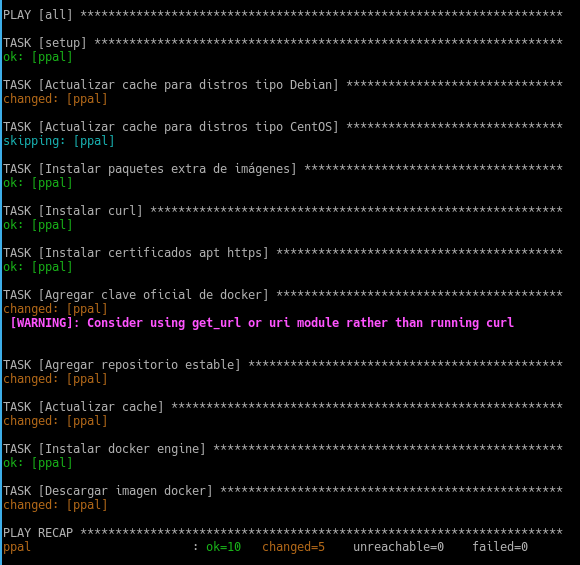 PLAY [all] *********************************************************************
TASK [setup] *******************************************************************
ok: [ppal]
TASK [Actualizar cache para distros tipo Debian] *******************************
changed: [ppal]
TASK [Actualizar cache para distros tipo CentOS] *******************************
skipping: [ppal]
TASK [Instalar paquetes extra de imágenes] *************************************
ok: [ppal]
TASK [Instalar curl] ***********************************************************
ok: [ppal]
TASK [Instalar certificados apt https] *****************************************
ok: [ppal]
TASK [Agregar clave oficial de docker] *****************************************
changed: [ppal]
[WARNING]: Consider using get_url or uri module rather than running curl
TASK [Agregar repositorio estable] *********************************************
changed: [ppal]
TASK [Actualizar cache] ********************************************************
changed: [ppal]
TASK [Instalar docker engine] **************************************************
ok: [ppal]
TASK [Descargar imagen docker] *************************************************
changed: [ppal]
PLAY RECAP *********************************************************************
ppal : ok=10 changed=5 unreachable=0 failed=0